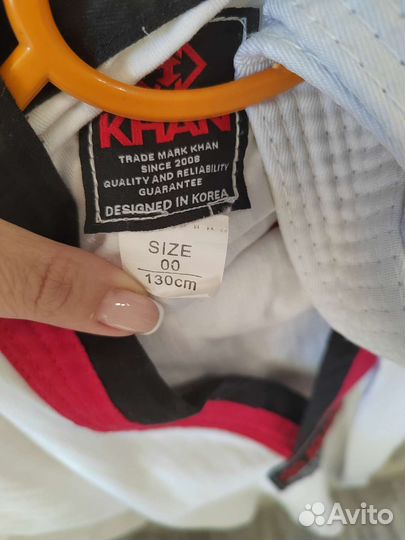 KHAN
TRADE MARK KHAN
SINCE 2008
QUALITY AND RELIABILITY
GUARANTEE
DESIGNED IN KOREA
SIZE
00
130cm
Avito